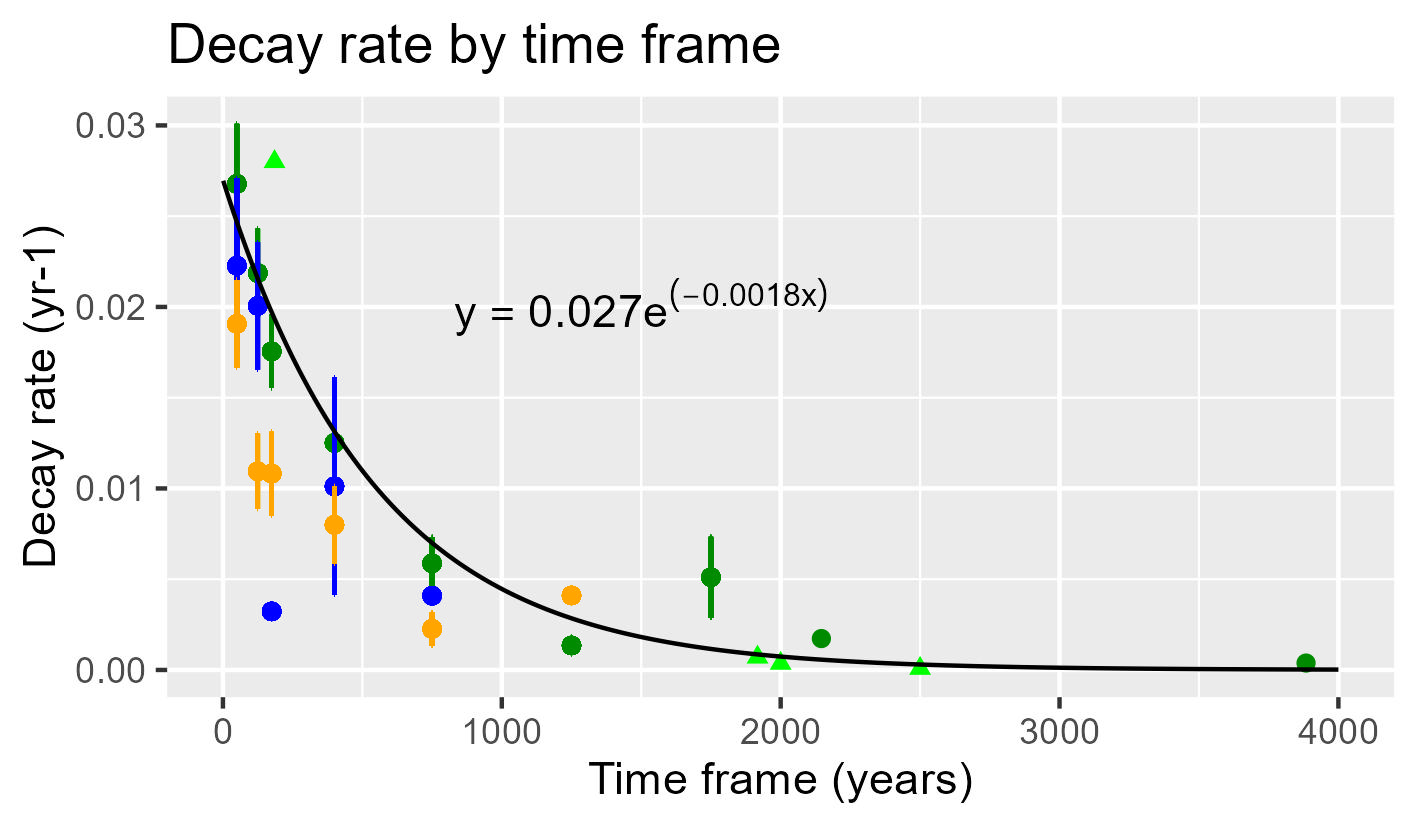 Decay rate by time frame
0.03
0.02
0.01
0.00
Decay rate (yr-1)
y = 0.027e(−0.0018x)
0 1000 2000 3000 4000
Time frame (years)